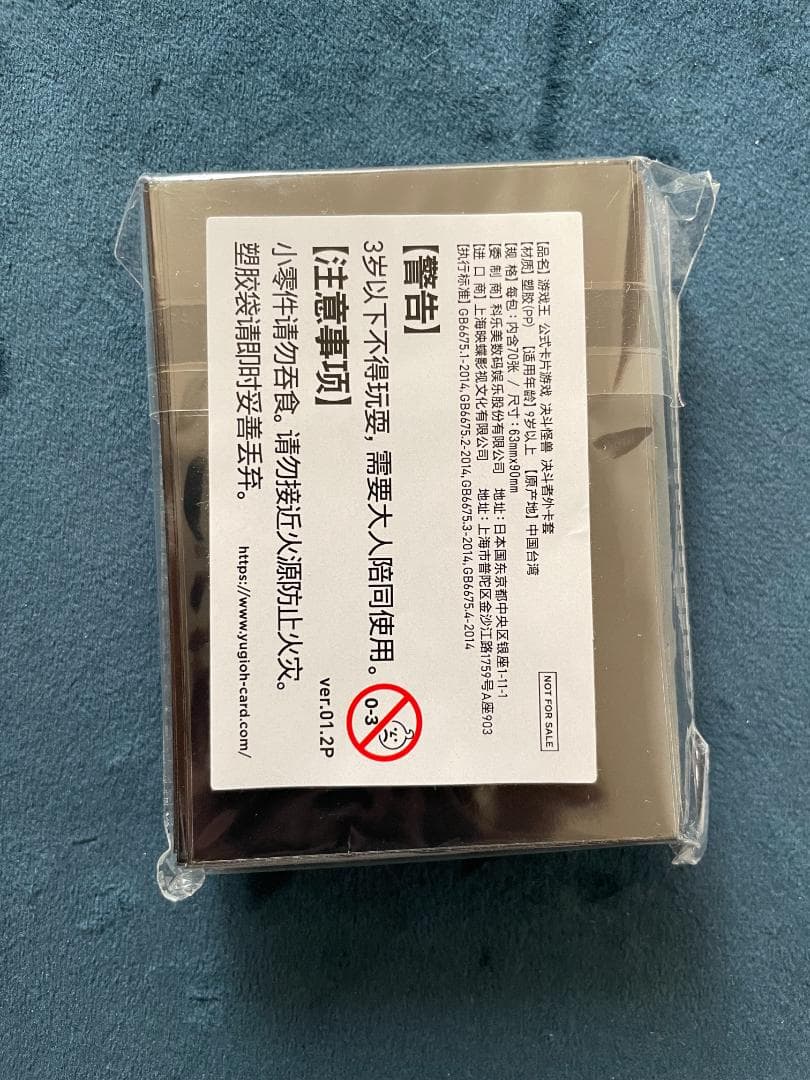 【品名】游戏王 公式卡片游戏 决斗怪兽 决斗者外卡套
【材质】塑胶(PP) 【适用年龄】9岁以上 【原产地】中国台湾
【规 格】每包：内含70张 / 尺寸：63mmx90mm
【委 制 商】科乐美数码娱乐股份有限公司 地址：日本国东京都中央区银座1-11-1
【进 口 商】上海映蝶影视文化有限公司 地址：上海市普陀区金沙江路1759号A座903
【执行标准】GB6675.1-2014, GB6675.2-2014, GB6675.3-2014, GB6675.4-2014
NOT FOR SALE
【警告】
3岁以下不得玩耍，需要大人陪同使用。
0-3
【注意事项】
ver.01.2P
小零件请勿吞食。请勿接近火源防止火灾。
塑胶袋请即时妥善丢弃。 https://www.yugioh-card.com/